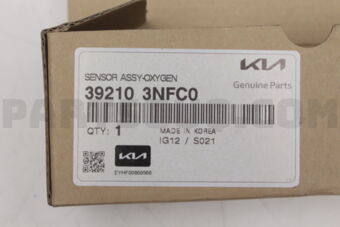 KIA
Genuine Parts
SENSOR ASSY-OXYGEN
39210 3NFC0
QTY: 1
MADE IN KOREA
IG12 / S021
KIA